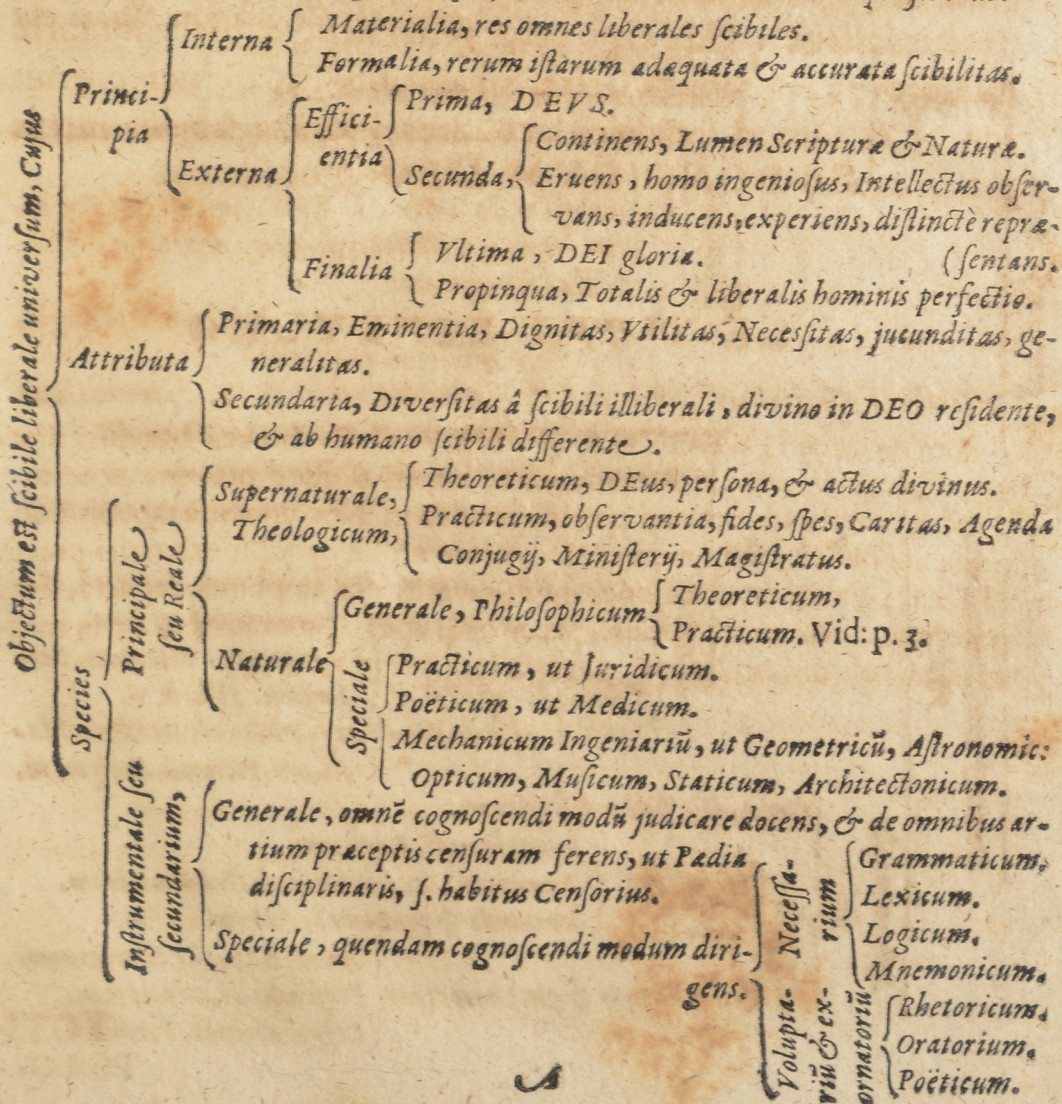 Objectum est scibile liberale universum, Cujus
Princi-
pia
Interna
Materialia, res omnes liberales scibiles.
Formalia, rerum istarum adæquata & accurata scibilitas.
Externa
Effici-
entia
Prima, DEVS.
Secunda,
Continens, Lumen Scripturæ & Naturæ.
Eruens, homo ingeniosus, Intellectus obser-
vans, inducens, experiens, distinctè repræ-
(sentans.
Finalia
Vltima, DEI gloria.
Propinqua, Totalis & liberalis hominis perfectio.
Attributa
Primaria, Eminentia, Dignitas, Vtilitas, Necessitas, jucunditas, ge-
neralitas.
Secundaria, Diversitas â scibili illiberali, divino in DEO residente,
& ab humano scibili differente.
Species
Principale
seu Reale
Supernaturale,
Theologicum,
Theoreticum, DEus, persona, & actus divinus.
Practicum, observantia, fides, spes, Caritas, Agenda
Conjugij, Ministerij, Magistratus.
Naturale
Generale, Philosophicum
Theoreticum,
Practicum. Vid: p. 3.
Speciale
Practicum, ut Juridicum.
Poëticum, ut Medicum.
Mechanicum Ingeniariū, ut Geometricū, Astronomic:
Opticum, Musicum, Staticum, Architectonicum.
Instrumentale seu
secundarium,
Generale, omnē cognoscendi modū judicare docens, & de omnibus ar-
tium præceptis censuram ferens, ut Pædia
disciplinaris, s. habitus Censorius.
Speciale, quendam cognoscendi modum diri-
gens.
Necessa-
rium
Grammaticum,
Lexicum.
Logicum.
Mnemonicum.
Volupta-
riū & ex-
ornatoriū
Rhetoricum.
Oratorium.
Poëticum.